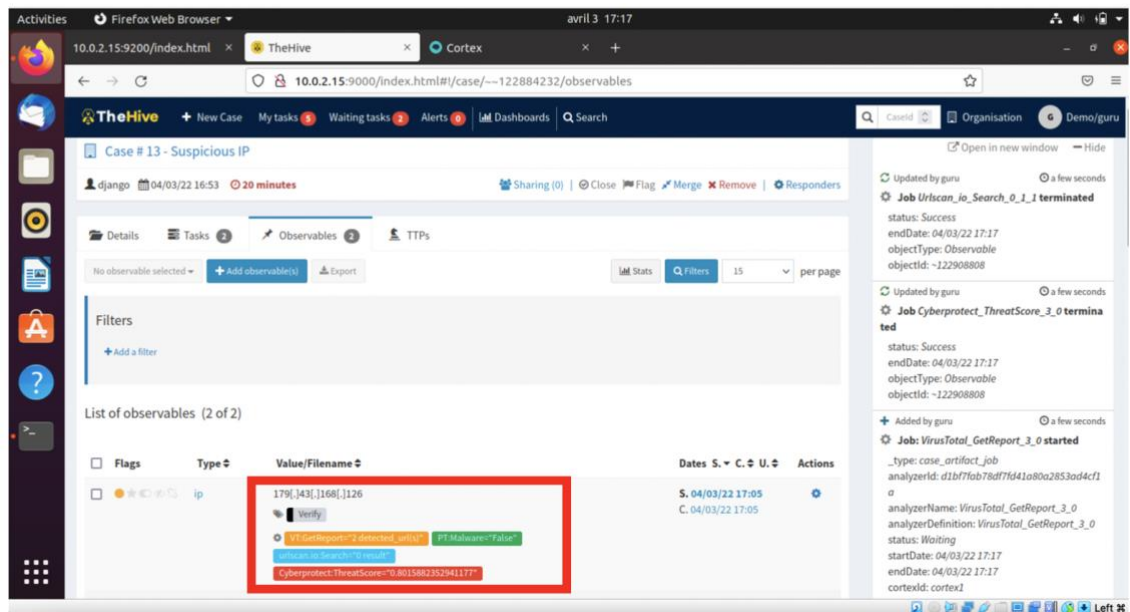 Activities Firefox Web Browser avril 3 17:17
10.0.2.15:9200/index.html × TheHive × Cortex × +
10.0.2.15:9000/index.html#!/case/~~122884232/observables
TheHive + New Case My tasks 5 Waiting tasks 2 Alerts 0 Dashboards Search CaseId Organisation G Demo/guru
Case # 13 - Suspicious IP
django 04/03/22 16:53 20 minutes Sharing (0) | Close Flag Merge Remove | Responders
Details Tasks 2 Observables 2 TTPs
No observable selected + Add observable(s) Export Stats Filters 15 per page
Filters
+ Add a filter
List of observables (2 of 2)
Flags Type Value/Filename Dates S. C. U. Actions
ip 179[.]43[.]168[.]126 S. 04/03/22 17:05
Verify C. 04/03/22 17:05
VT:GetReport="2 detected_url(s)" PT:Malware="False"
urlscan.io:Search="0 result"
Cyberprotect:ThreatScore="0.8015882352941177"
Open in new window Hide
Updated by guru a few seconds
Job Urlscan_io_Search_0_1_1 terminated
status: Success
endDate: 04/03/22 17:17
objectType: Observable
objectId: ~122908808
Updated by guru a few seconds
Job Cyberprotect_ThreatScore_3_0 termina
ted
status: Success
endDate: 04/03/22 17:17
objectType: Observable
objectId: ~122908808
+ Added by guru a few seconds
Job: VirusTotal_GetReport_3_0 started
_type: case_artifact_job
analyzerId: d1bf7fab78df7fd41a80a2853ad4cf1
a
analyzerName: VirusTotal_GetReport_3_0
analyzerDefinition: VirusTotal_GetReport_3_0
status: Waiting
startDate: 04/03/22 17:17
endDate: 04/03/22 17:17
cortexId: cortex1
Left ⌘